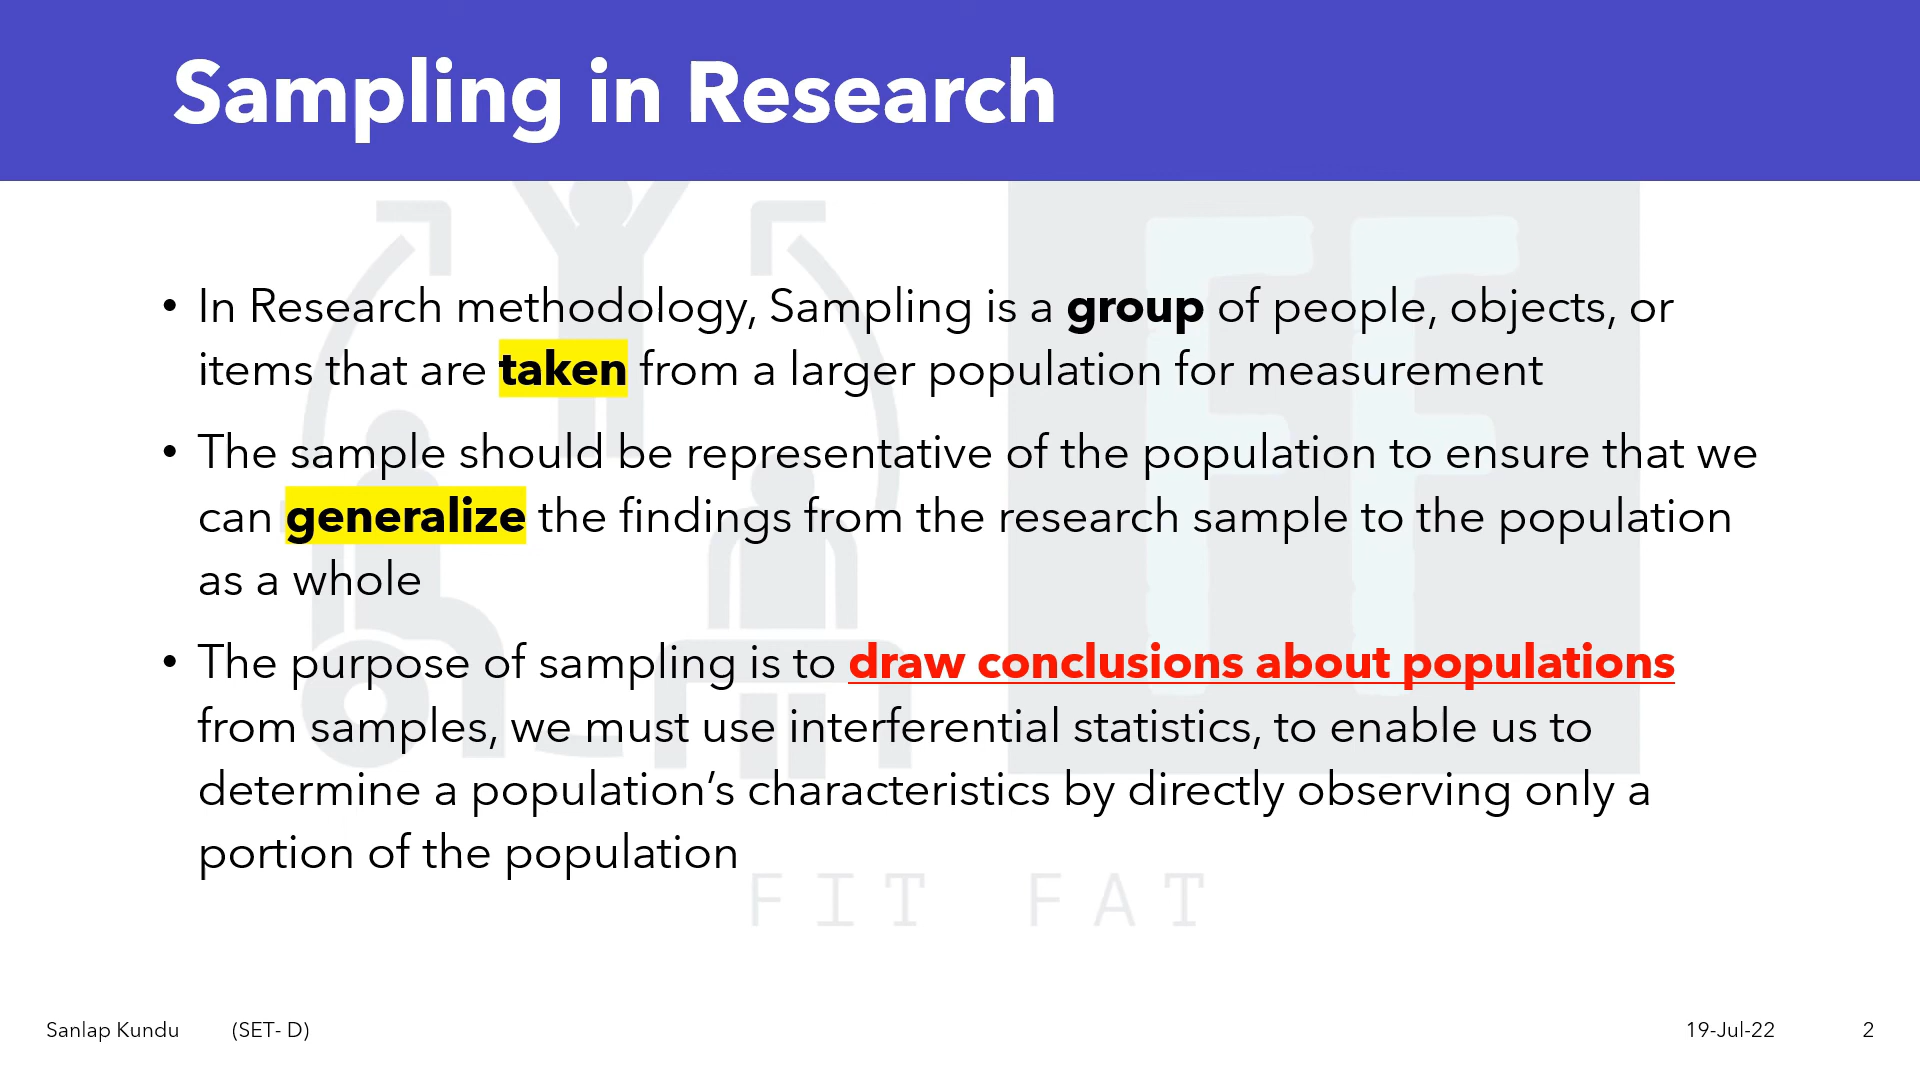 Sampling in Research
• In Research methodology, Sampling is a group of people, objects, or
items that are taken from a larger population for measurement
• The sample should be representative of the population to ensure that we
can generalize the findings from the research sample to the population
as a whole
• The purpose of sampling is to draw conclusions about populations
from samples, we must use interferential statistics, to enable us to
determine a population’s characteristics by directly observing only a
portion of the population
FF
FIT FAT
Sanlap Kundu (SET- D) 19-Jul-22 2